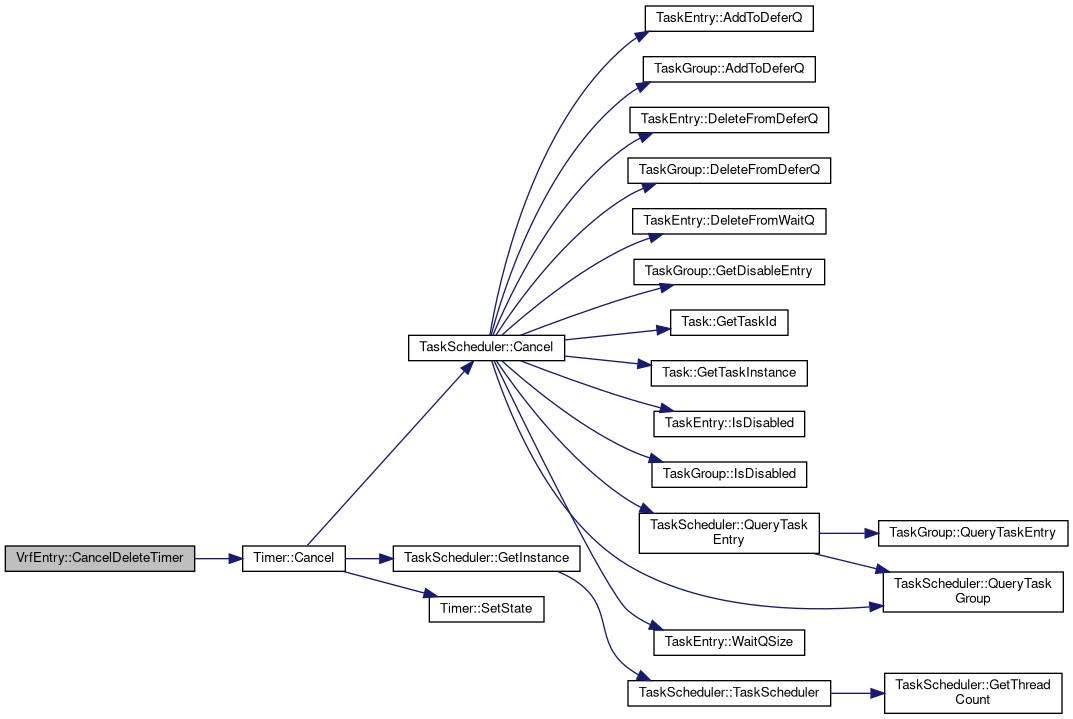 TaskEntry::AddToDeferQ
TaskGroup::AddToDeferQ
TaskEntry::DeleteFromDeferQ
TaskGroup::DeleteFromDeferQ
TaskEntry::DeleteFromWaitQ
TaskGroup::GetDisableEntry
Task::GetTaskId
TaskScheduler::Cancel
Task::GetTaskInstance
TaskEntry::IsDisabled
TaskGroup::IsDisabled
TaskScheduler::QueryTask
Entry
TaskGroup::QueryTaskEntry
VrfEntry::CancelDeleteTimer
Timer::Cancel
TaskScheduler::GetInstance
TaskScheduler::QueryTask
Group
Timer::SetState
TaskEntry::WaitQSize
TaskScheduler::TaskScheduler
TaskScheduler::GetThread
Count